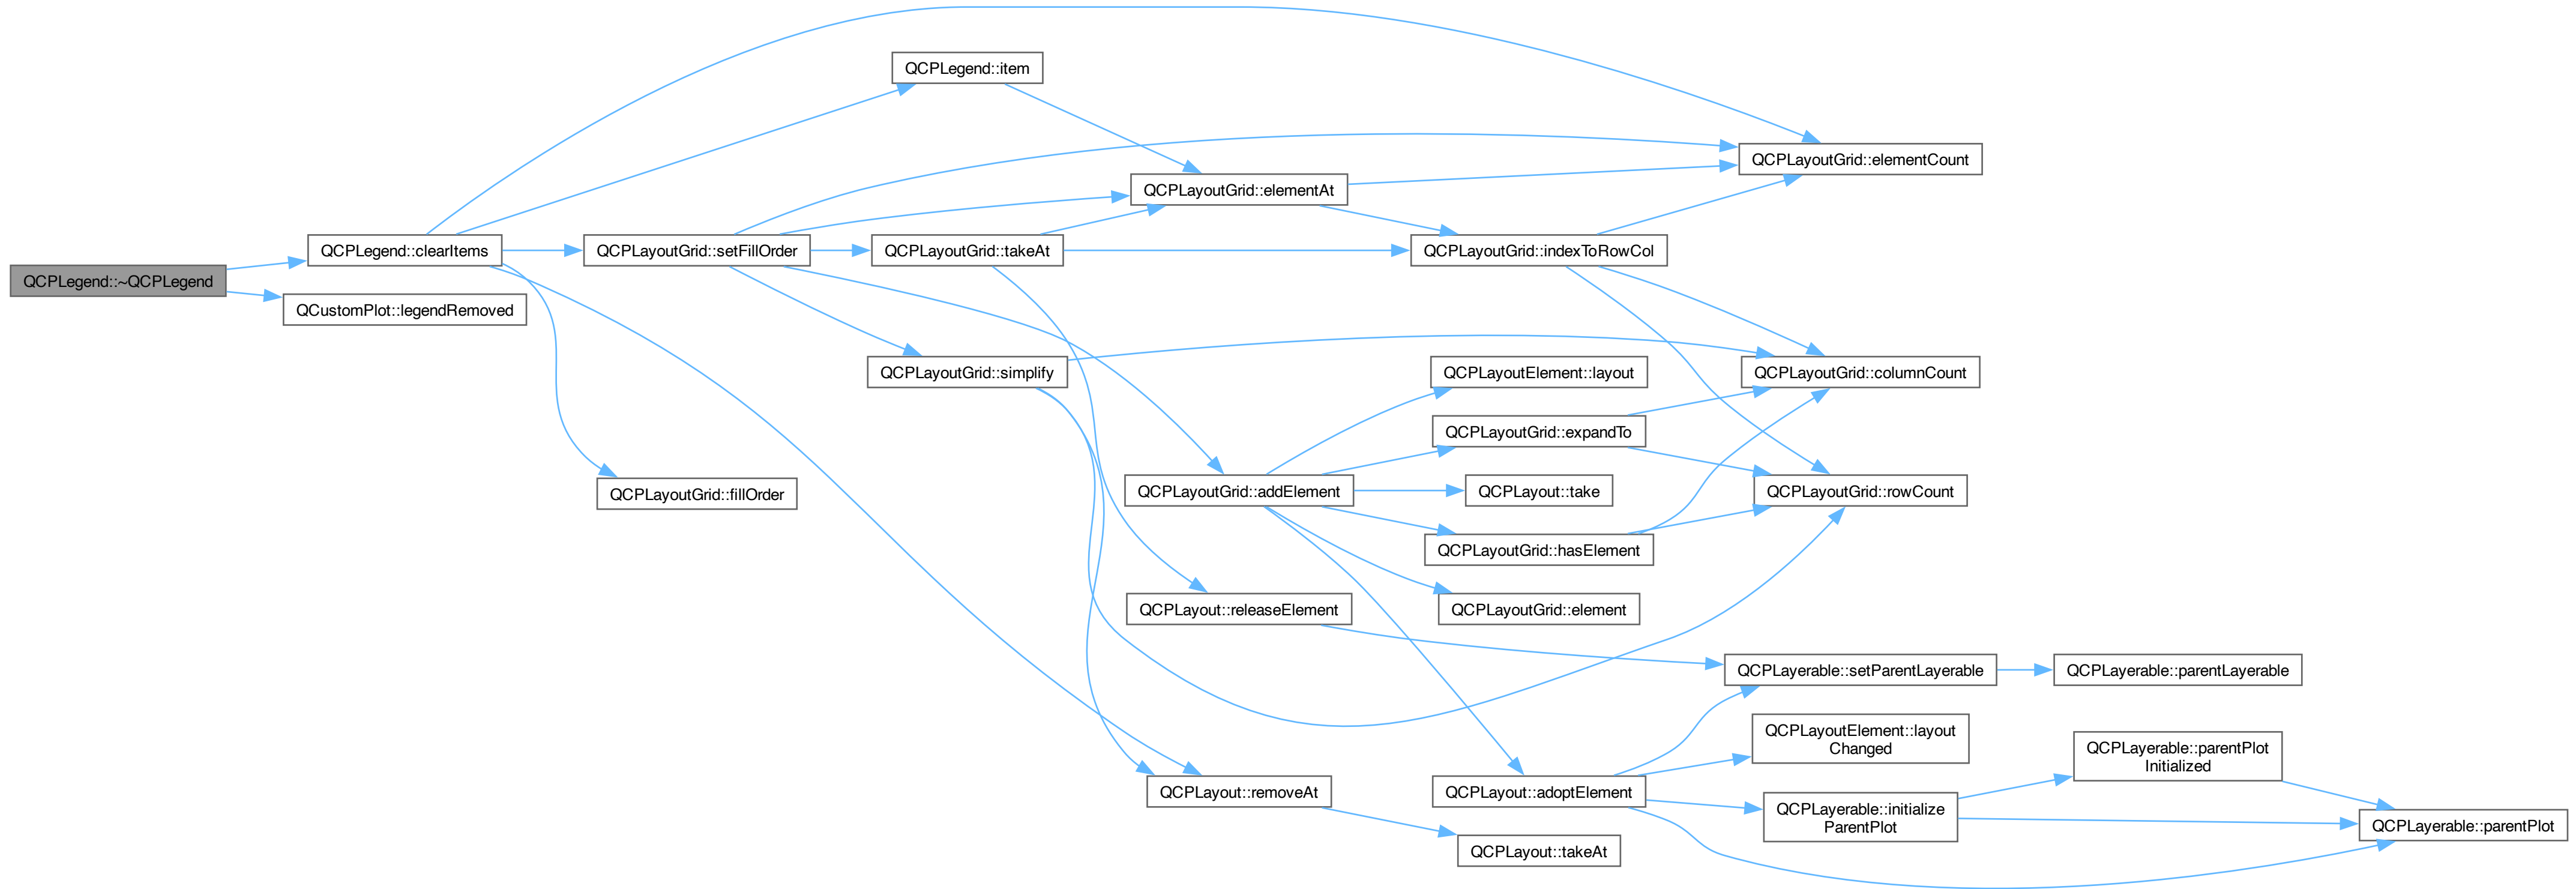 QCPLegend::~QCPLegend
QCPLegend::clearItems
QCustomPlot::legendRemoved
QCPLayoutGrid::setFillOrder
QCPLayoutGrid::fillOrder
QCPLegend::item
QCPLayoutGrid::takeAt
QCPLayoutGrid::simplify
QCPLayoutGrid::elementAt
QCPLayoutGrid::addElement
QCPLayout::releaseElement
QCPLayout::removeAt
QCPLayoutGrid::indexToRowCol
QCPLayoutElement::layout
QCPLayoutGrid::expandTo
QCPLayout::take
QCPLayoutGrid::hasElement
QCPLayoutGrid::element
QCPLayout::adoptElement
QCPLayout::takeAt
QCPLayoutGrid::elementCount
QCPLayoutGrid::columnCount
QCPLayoutGrid::rowCount
QCPLayerable::setParentLayerable
QCPLayoutElement::layout
Changed
QCPLayerable::initialize
ParentPlot
QCPLayerable::parentLayerable
QCPLayerable::parentPlot
Initialized
QCPLayerable::parentPlot